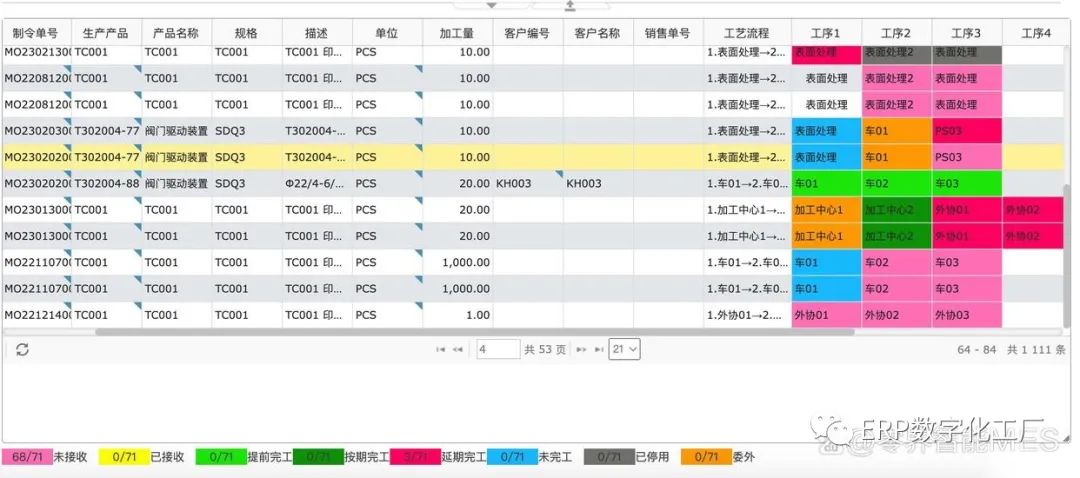 制令单号 生产产品 产品名称 规格 描述 单位 加工量 客户编号 客户名称 销售单号 工艺流程 工序1 工序2 工序3 工序4
MO23021300 TC001 TC001 TC001 TC001 印... PCS 10.00 1.表面处理→2... 表面处理 表面处理2 表面处理
MO22081200 TC001 TC001 TC001 TC001 印... PCS 10.00 1.表面处理→2... 表面处理 表面处理2 表面处理
MO22081200 TC001 TC001 TC001 TC001 印... PCS 10.00 1.表面处理→2... 表面处理 表面处理2 表面处理
MO23020300 T302004-77 阀门驱动装置 SDQ3 T302004-... PCS 10.00 1.表面处理→2... 表面处理 车01 PS03
MO23020200 T302004-77 阀门驱动装置 SDQ3 T302004-... PCS 10.00 1.表面处理→2... 表面处理 车01 PS03
MO23020200 T302004-88 阀门驱动装置 SDQ3 Φ22/4-6/... PCS 20.00 KH003 KH003 1.车01→2.车0... 车01 车02 车03
MO23013000 TC001 TC001 TC001 TC001 印... PCS 20.00 1.加工中心1→... 加工中心1 加工中心2 外协01 外协02
MO23013000 TC001 TC001 TC001 TC001 印... PCS 20.00 1.加工中心1→... 加工中心1 加工中心2 外协01 外协02
MO22110700 TC001 TC001 TC001 TC001 印... PCS 1,000.00 1.车01→2.车0... 车01 车02 车03
MO22110700 TC001 TC001 TC001 TC001 印... PCS 1,000.00 1.车01→2.车0... 车01 车02 车03
MO22121400 TC001 TC001 TC001 TC001 印... PCS 1.00 1.外协01→2.... 外协01 外协02 外协03
4 共 53 页 21 64 - 84 共 1 111 条
ERP数字化工厂
68/71 未接收 0/71 已接收 0/71 提前完工 0/71 按期完工 3/71 延期完工 0/71 未完工 0/71 已停用 0/71 委外